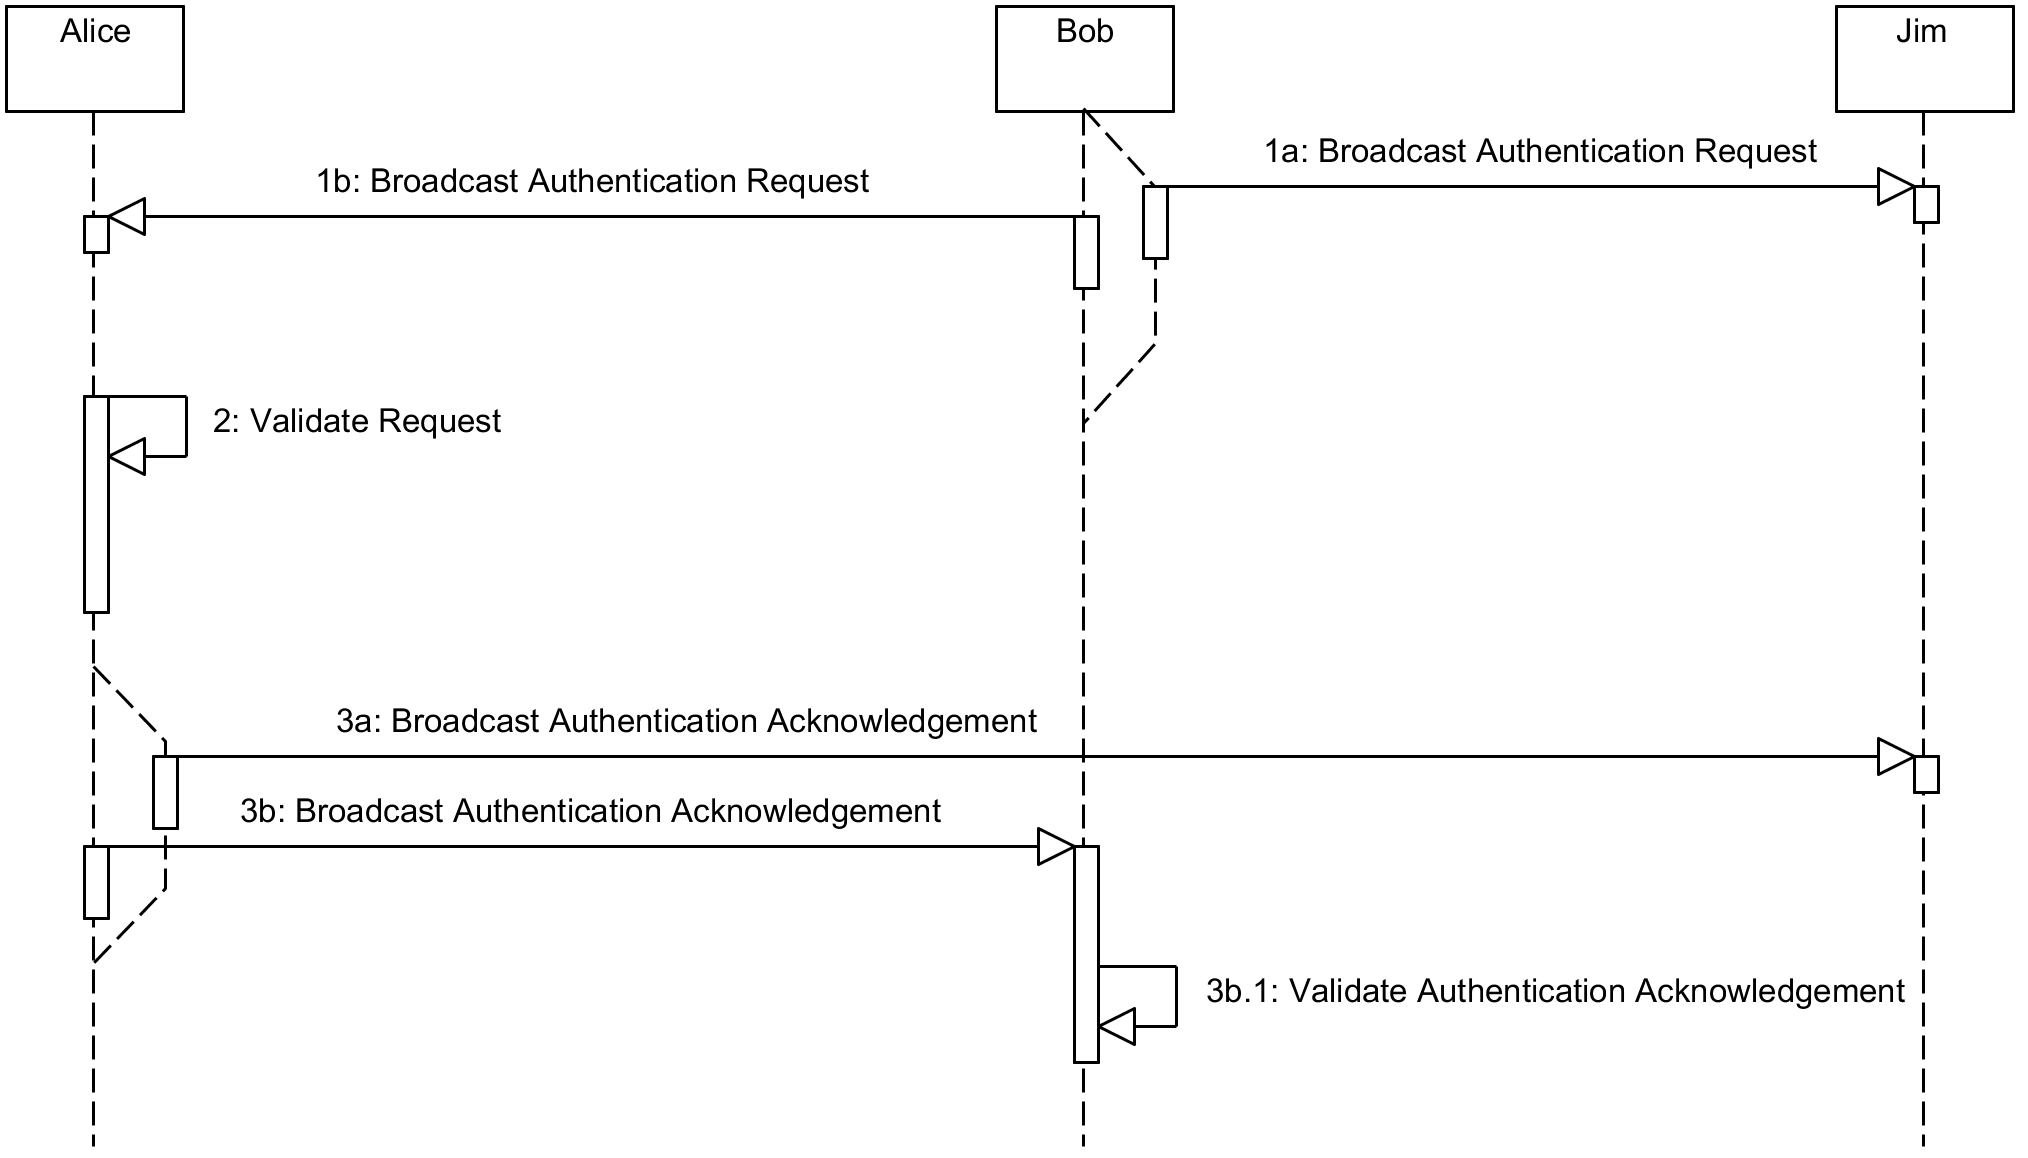 Alice
Bob
Jim
1a: Broadcast Authentication Request
1b: Broadcast Authentication Request
2: Validate Request
3a: Broadcast Authentication Acknowledgement
3b: Broadcast Authentication Acknowledgement
3b.1: Validate Authentication Acknowledgement